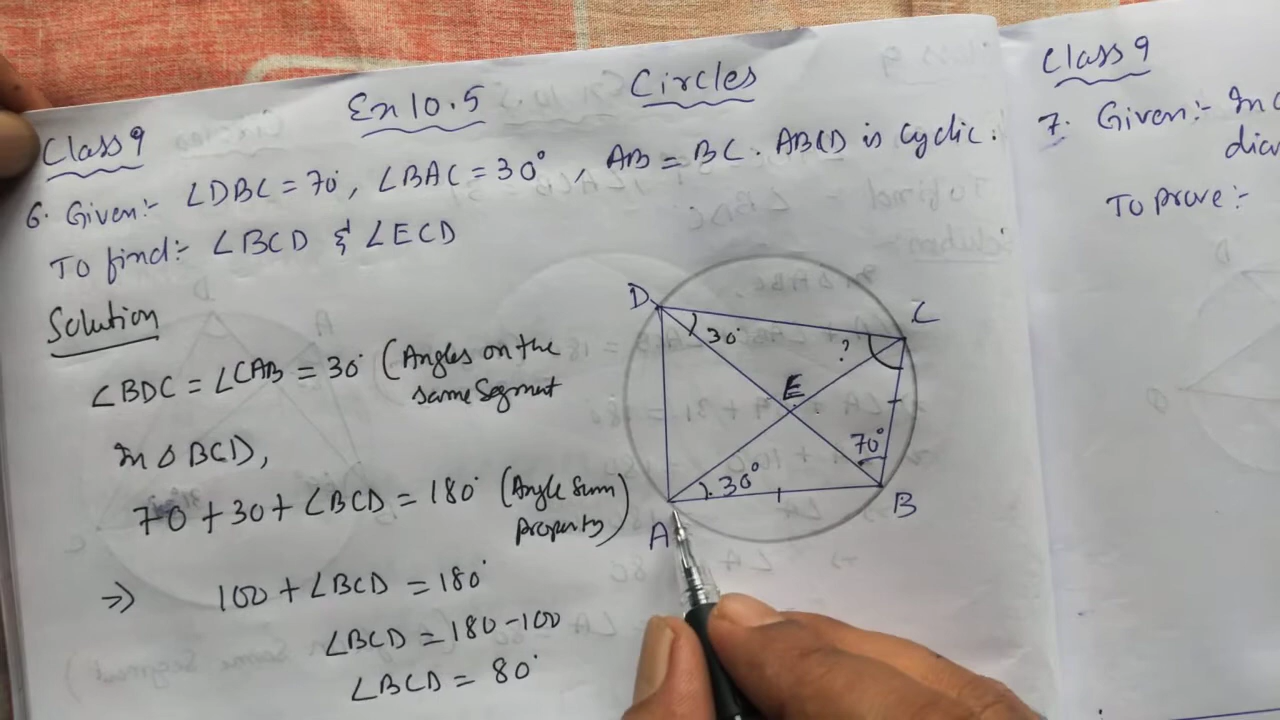 Class 9
Ex 10.5
Circles
6. Given:- ∠DBC = 70°, ∠BAC = 30°, AB = BC. ABCD is cyclic.
To find:- ∠BCD & ∠ECD
Solution
∠BDC = ∠CAB = 30° (Angles on the
same Segment
In △ BCD,
70 + 30 + ∠BCD = 180° (Angle Sum
property)
⇒ 100 + ∠BCD = 180°
∠BCD = 180 - 100
∠BCD = 80°
D
C
30°
?
E
70°
30°
A
B
Class 9
7. Given:- In
To prove:-